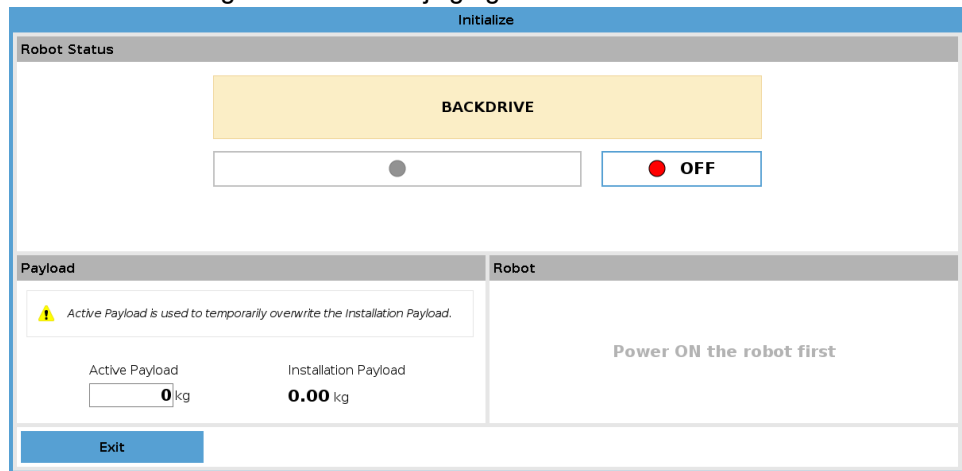 Initialize
Robot Status
BACKDRIVE
OFF
Payload
Robot
Active Payload is used to temporarily overwrite the Installation Payload.
Power ON the robot first
Active Payload
Installation Payload
0 kg
0.00 kg
Exit